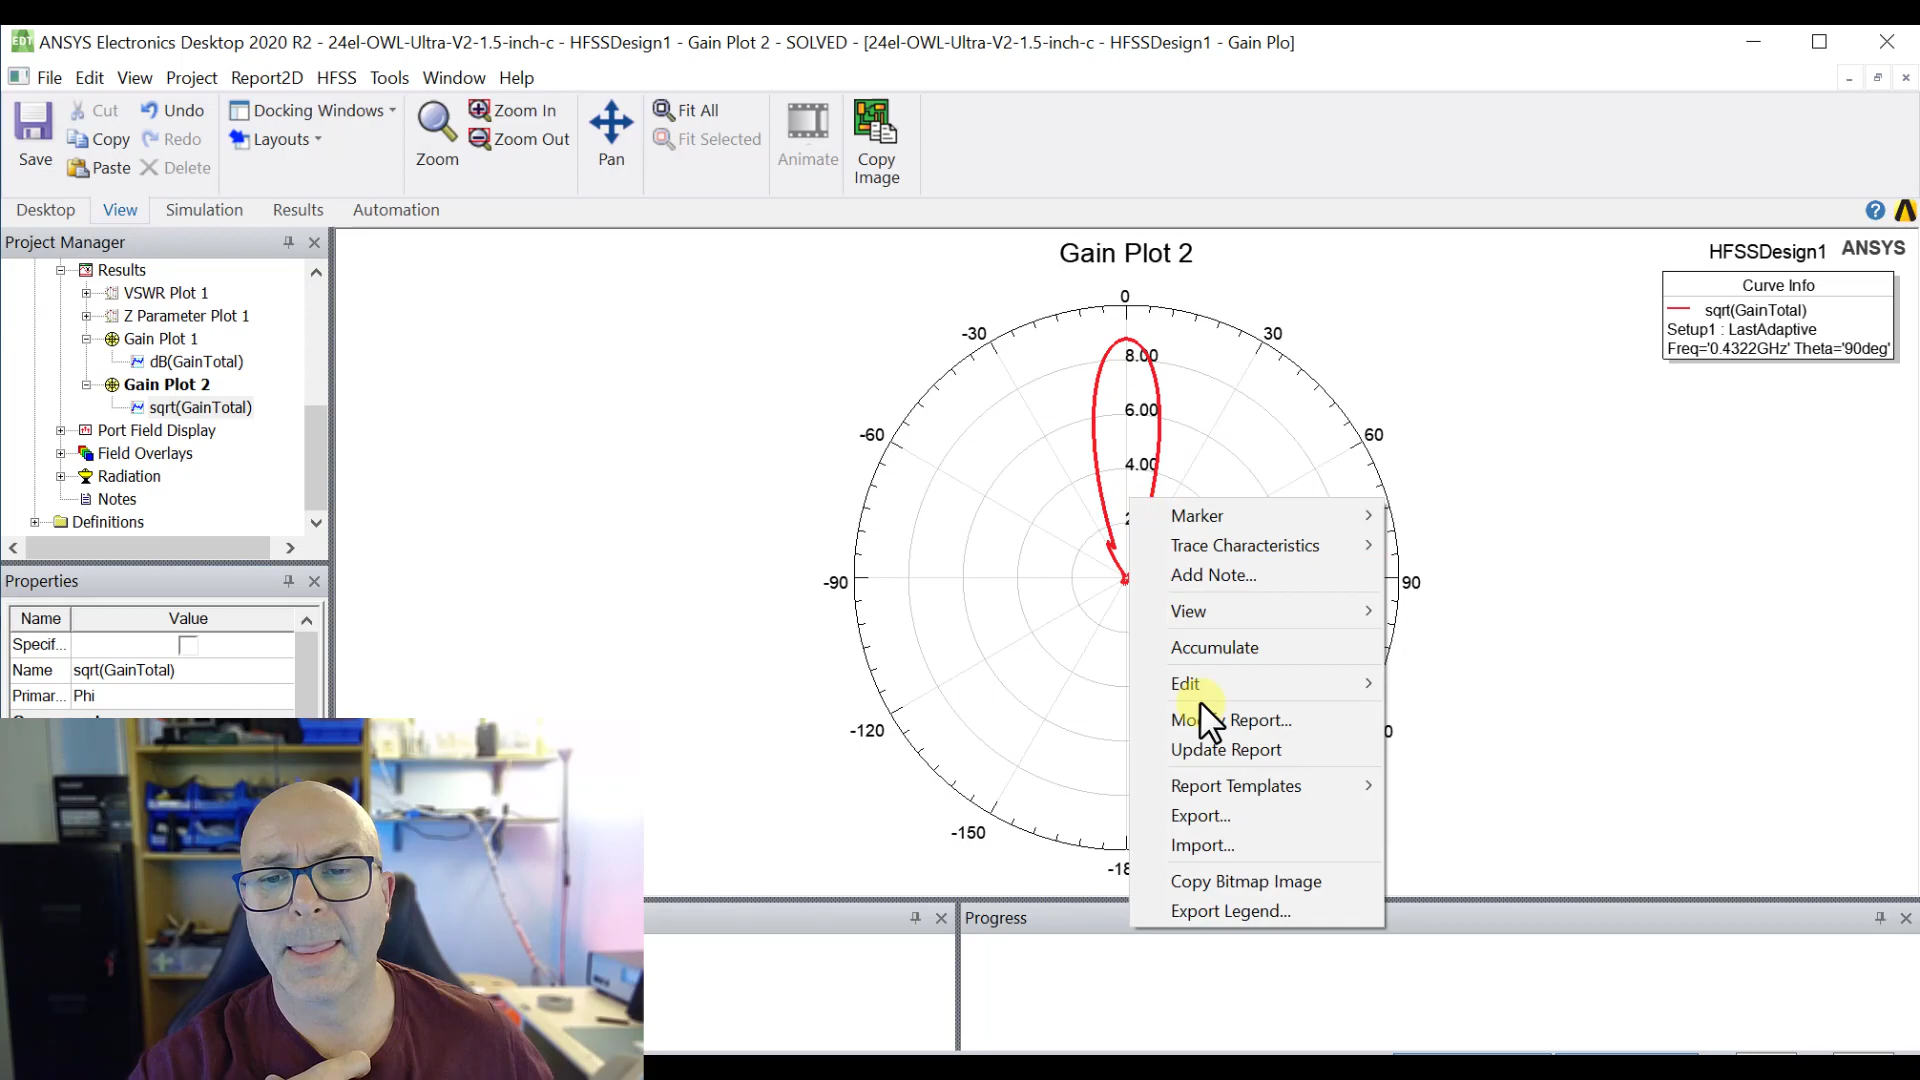 EDT ANSYS Electronics Desktop 2020 R2 - 24el-OWL-Ultra-V2-1.5-inch-c - HFSSDesign1 - Gain Plot 2 - SOLVED - [24el-OWL-Ultra-V2-1.5-inch-c - HFSSDesign1 - Gain Plo]
File Edit View Project Report2D HFSS Tools Window Help
Save
Cut
Copy
Paste
Undo
Redo
Delete
Docking Windows
Layouts
Zoom
Zoom In
Zoom Out
Pan
Fit All
Fit Selected
Animate
Copy
Image
Desktop View Simulation Results Automation
Project Manager
Results
VSWR Plot 1
Z Parameter Plot 1
Gain Plot 1
dB(GainTotal)
Gain Plot 2
sqrt(GainTotal)
Port Field Display
Field Overlays
Radiation
Notes
Definitions
Properties
Name Value
Specif...
Name sqrt(GainTotal)
Primar... Phi
Gain Plot 2
HFSSDesign1 ANSYS
Curve Info
sqrt(GainTotal)
Setup1 : LastAdaptive
Freq='0.4322GHz' Theta='90deg'
0
-30 30
8.00
6.00
-60 60
4.00
-90 90
-120
-150
Marker
Trace Characteristics
Add Note...
View
Accumulate
Edit
Report...
Update Report
Report Templates
Export...
Import...
Copy Bitmap Image
Export Legend...
Progress